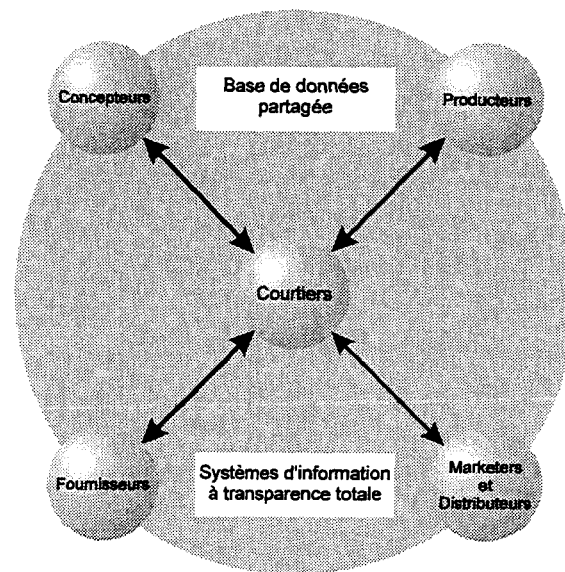 Concepteurs
Base de données
partagée
Producteurs
Courtiers
Fournisseurs
Systèmes d'information
à transparence totale
Marketers
et
Distributeurs